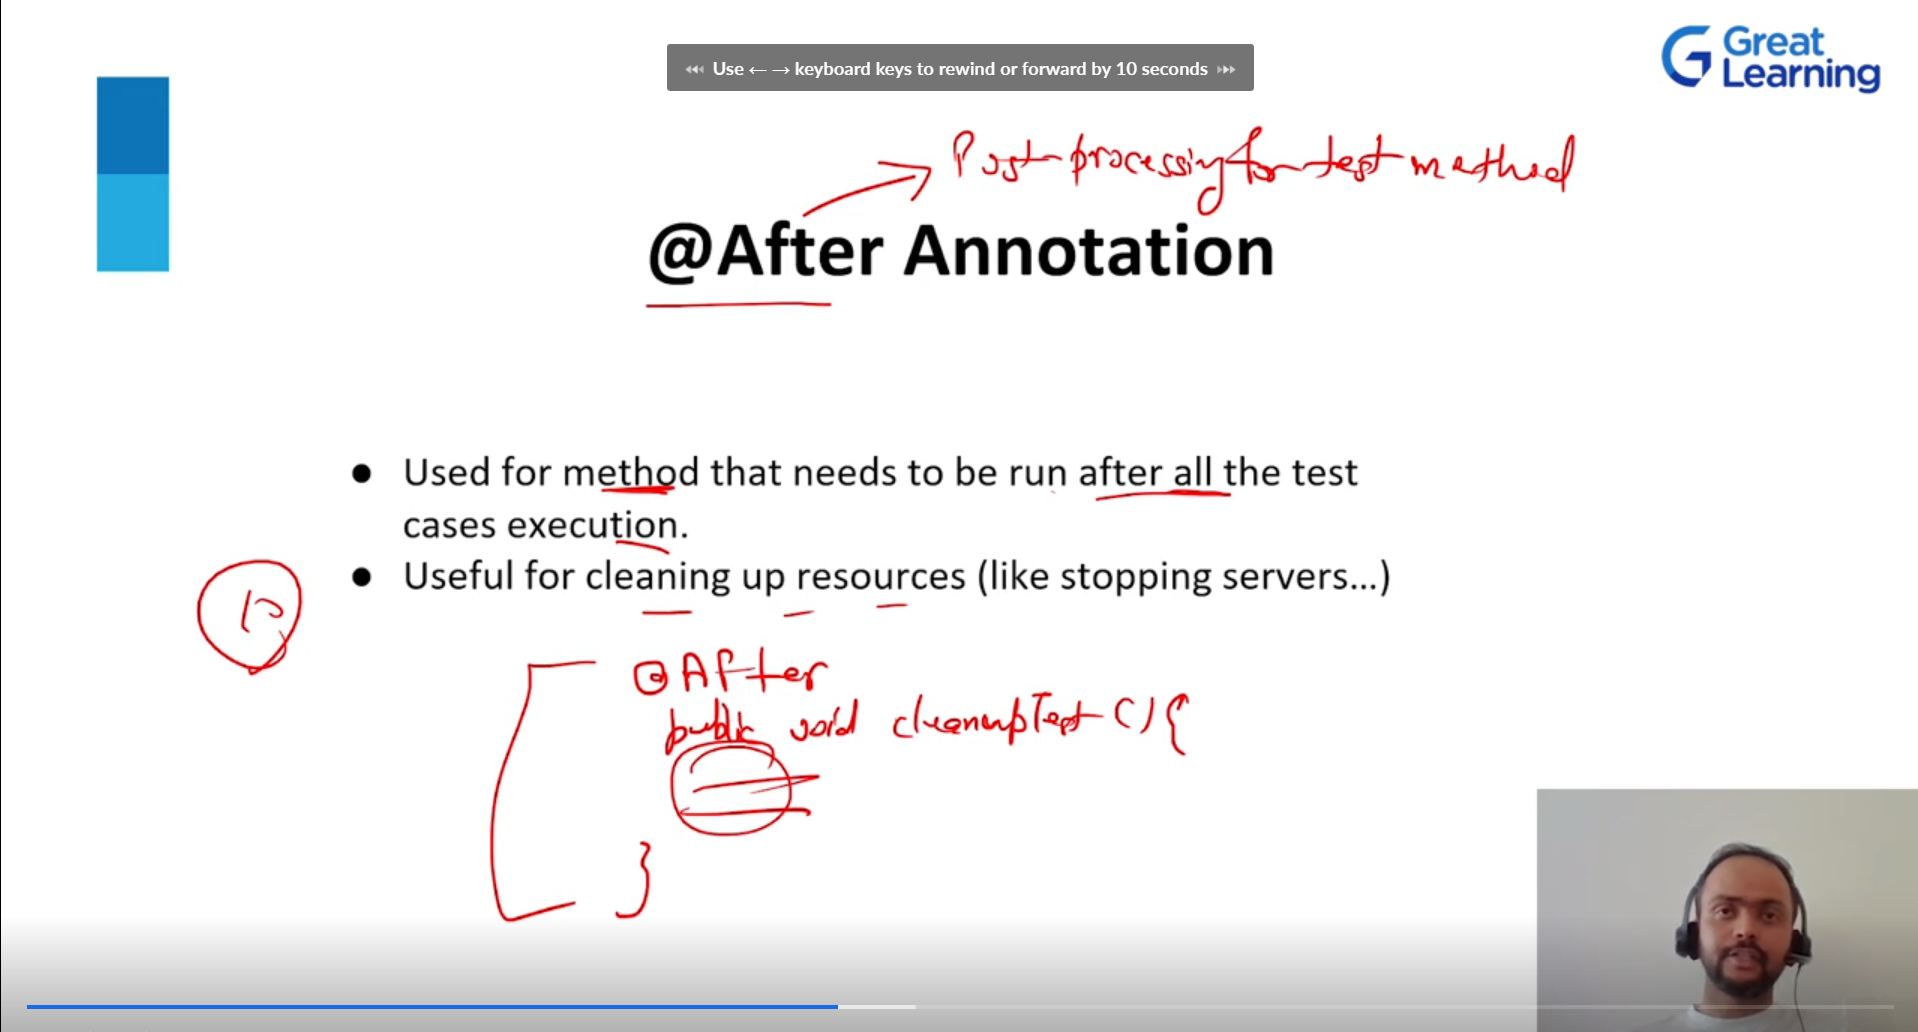 Great
Learning
Use ← → keyboard keys to rewind or forward by 10 seconds
Post-processing for test method
@After Annotation
● Used for method that needs to be run after all the test
cases execution.
● Useful for cleaning up resources (like stopping servers...)
@After
public void cleanupTest () {
}